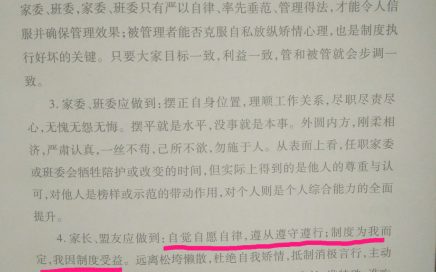 家委、班委，家委、班委只有严以自律、率先垂范、管理得法，才能令人信
服并确保管理效果；被管理者能否克服自私放纵矫情心理，也是制度执
行好坏的关键。只要大家目标一致，利益一致，管和被管就会步调一
致。
3. 家委、班委应做到：摆正自身位置，理顺工作关系，尽职尽责尽
心，无愧无怨无悔。摆平就是水平，没事就是本事。外圆内方，刚柔相
济，严肃认真，一丝不苟，己所不欲，勿施于人。从表面上看，任职家委
或班委会牺牲陪护或改变的时间，但实际上得到的是他人的尊重与认
可，对他人是榜样或示范的带动作用，对个人则是个人综合能力的全面
提升。
4. 家长、盟友应做到：自觉自愿自律，遵从遵守遵行；制度为我而
定，我因制度受益。远离松垮懒散，杜绝自我矫情，抵制消极言行，主动